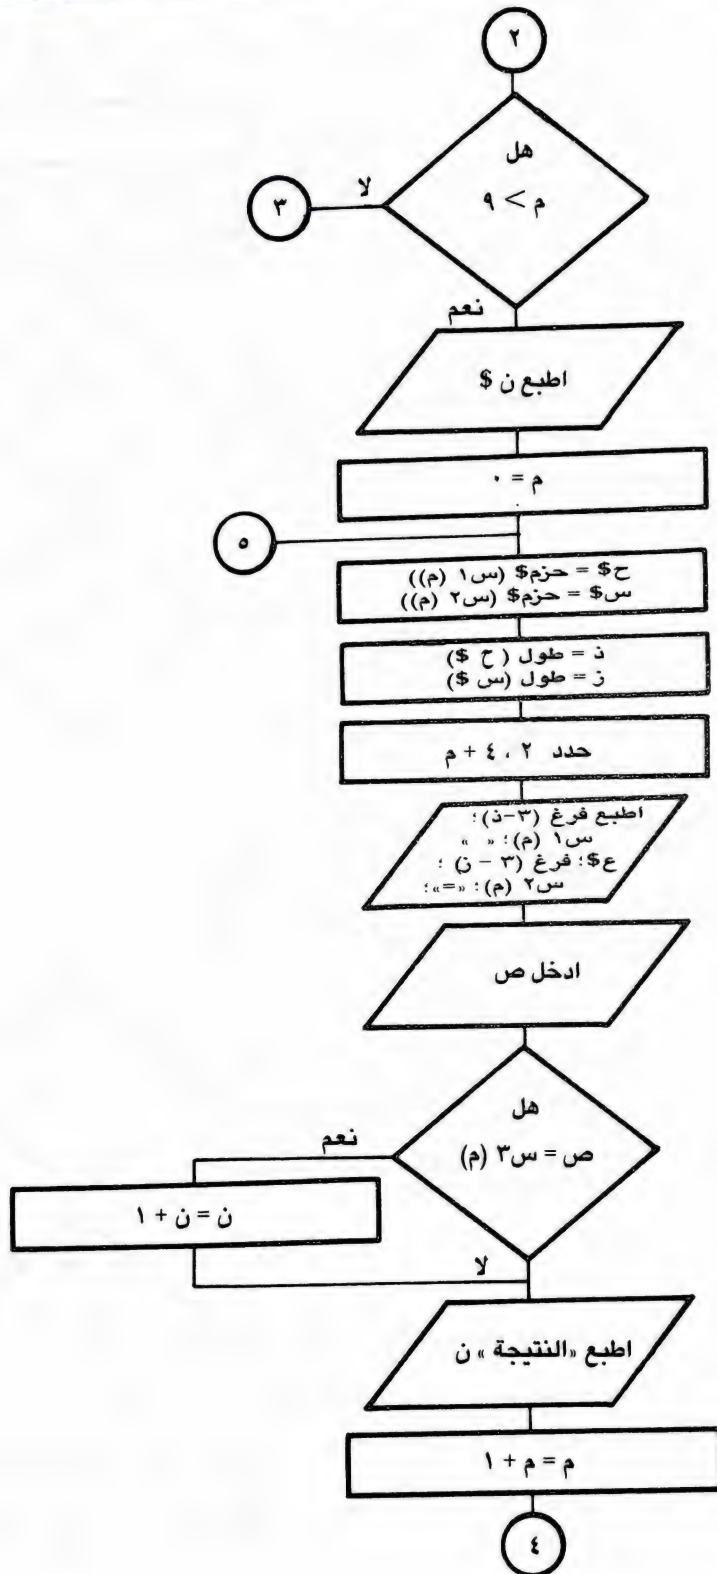 ٢
هل
م > ٩
لا
٣
نعم
اطبع ن $
م = ٠
٥
ح$ = حزم$ (س١ (م))
س$ = حزم$ (س٢ (م))
ذ = طول ( ح $)
ز = طول (س $)
حدد ٢ ، ٤ + م
اطبع فرغ (٣-ذ)؛
س١ (م)؛ « »
ع$؛ فرغ (٣ - ز) ؛
س٢ (م)؛ «=»؛
ادخل ص
هل
ص = س٣ (م)
نعم
ن = ن + ١
لا
اطبع «النتيجة » ن
م = م + ١
٤